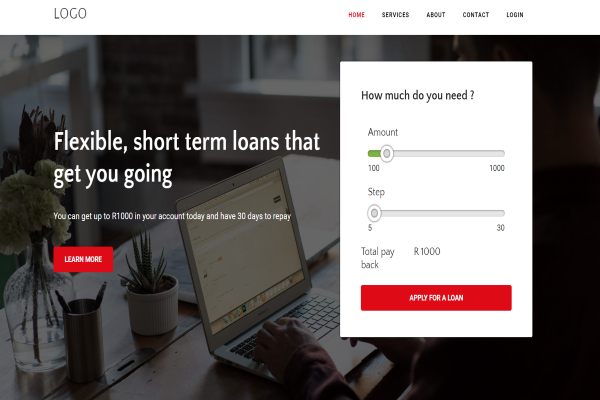 LOGO
HOME SERVICES ABOUT CONTACT LOGIN
Flexible, short term loans that
get you going
You can get up to R1000 in your account today and have 30 days to repay
LEARN MORE
How much do you need ?
Amount
100 1000
Step
5 30
Total pay R 1000
back
APPLY FOR A LOAN